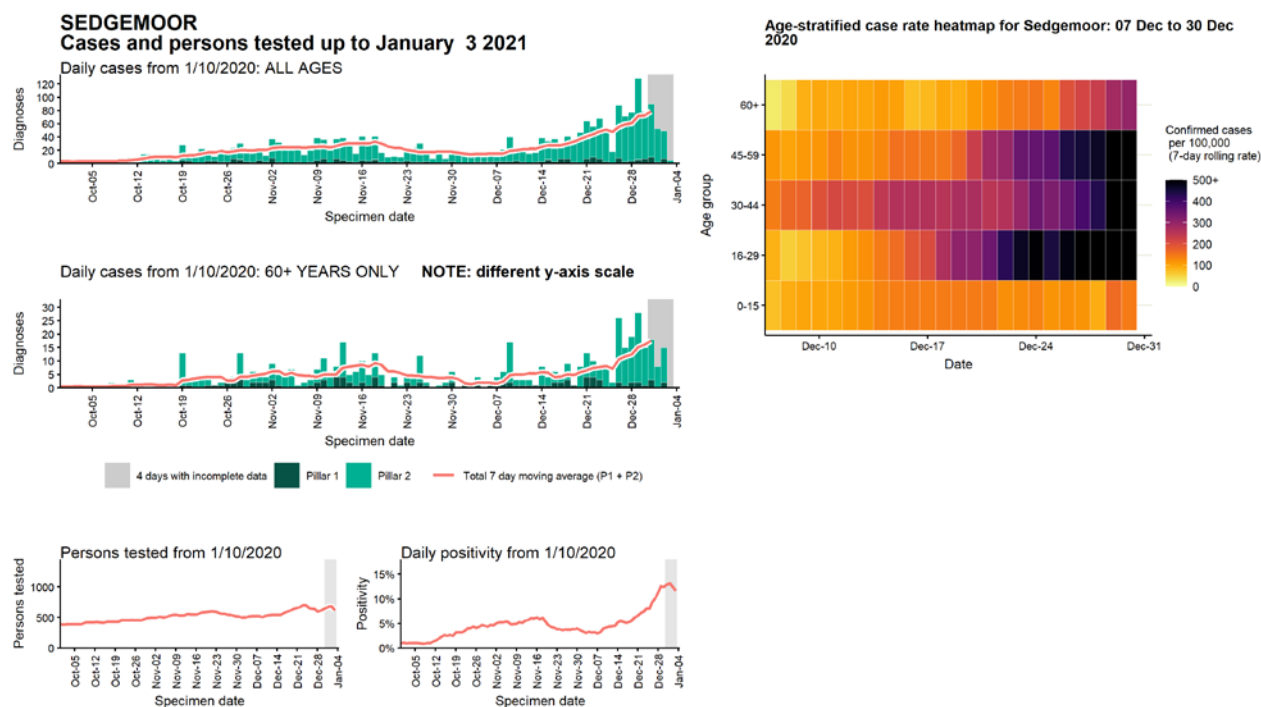 SEDGEMOOR
Cases and persons tested up to January 3 2021
Daily cases from 1/10/2020: ALL AGES
Diagnoses
120
100
80
60
40
20
0
Oct-05
Oct-12
Oct-19
Oct-26
Nov-02
Nov-09
Nov-16
Nov-23
Nov-30
Dec-07
Dec-14
Dec-21
Dec-28
Jan-04
Specimen date
Daily cases from 1/10/2020: 60+ YEARS ONLY NOTE: different y-axis scale
Diagnoses
30
25
20
15
10
5
0
Oct-05
Oct-12
Oct-19
Oct-26
Nov-02
Nov-09
Nov-16
Nov-23
Nov-30
Dec-07
Dec-14
Dec-21
Dec-28
Jan-04
Specimen date
4 days with incomplete data
Pillar 1
Pillar 2
Total 7 day moving average (P1 + P2)
Persons tested from 1/10/2020
Persons tested
1000
500
0
Oct-05
Oct-12
Oct-19
Oct-26
Nov-02
Nov-09
Nov-16
Nov-23
Nov-30
Dec-07
Dec-14
Dec-21
Dec-28
Jan-04
Specimen date
Daily positivity from 1/10/2020
Positivity
15%
10%
5%
0%
Oct-05
Oct-12
Oct-19
Oct-26
Nov-02
Nov-09
Nov-16
Nov-23
Nov-30
Dec-07
Dec-14
Dec-21
Dec-28
Jan-04
Specimen date
Age-stratified case rate heatmap for Sedgemoor: 07 Dec to 30 Dec
2020
Age group
60+
45-59
30-44
16-29
0-15
Dec-10
Dec-17
Dec-24
Dec-31
Date
Confirmed cases
per 100,000
(7-day rolling rate)
500+
400
300
200
100
0